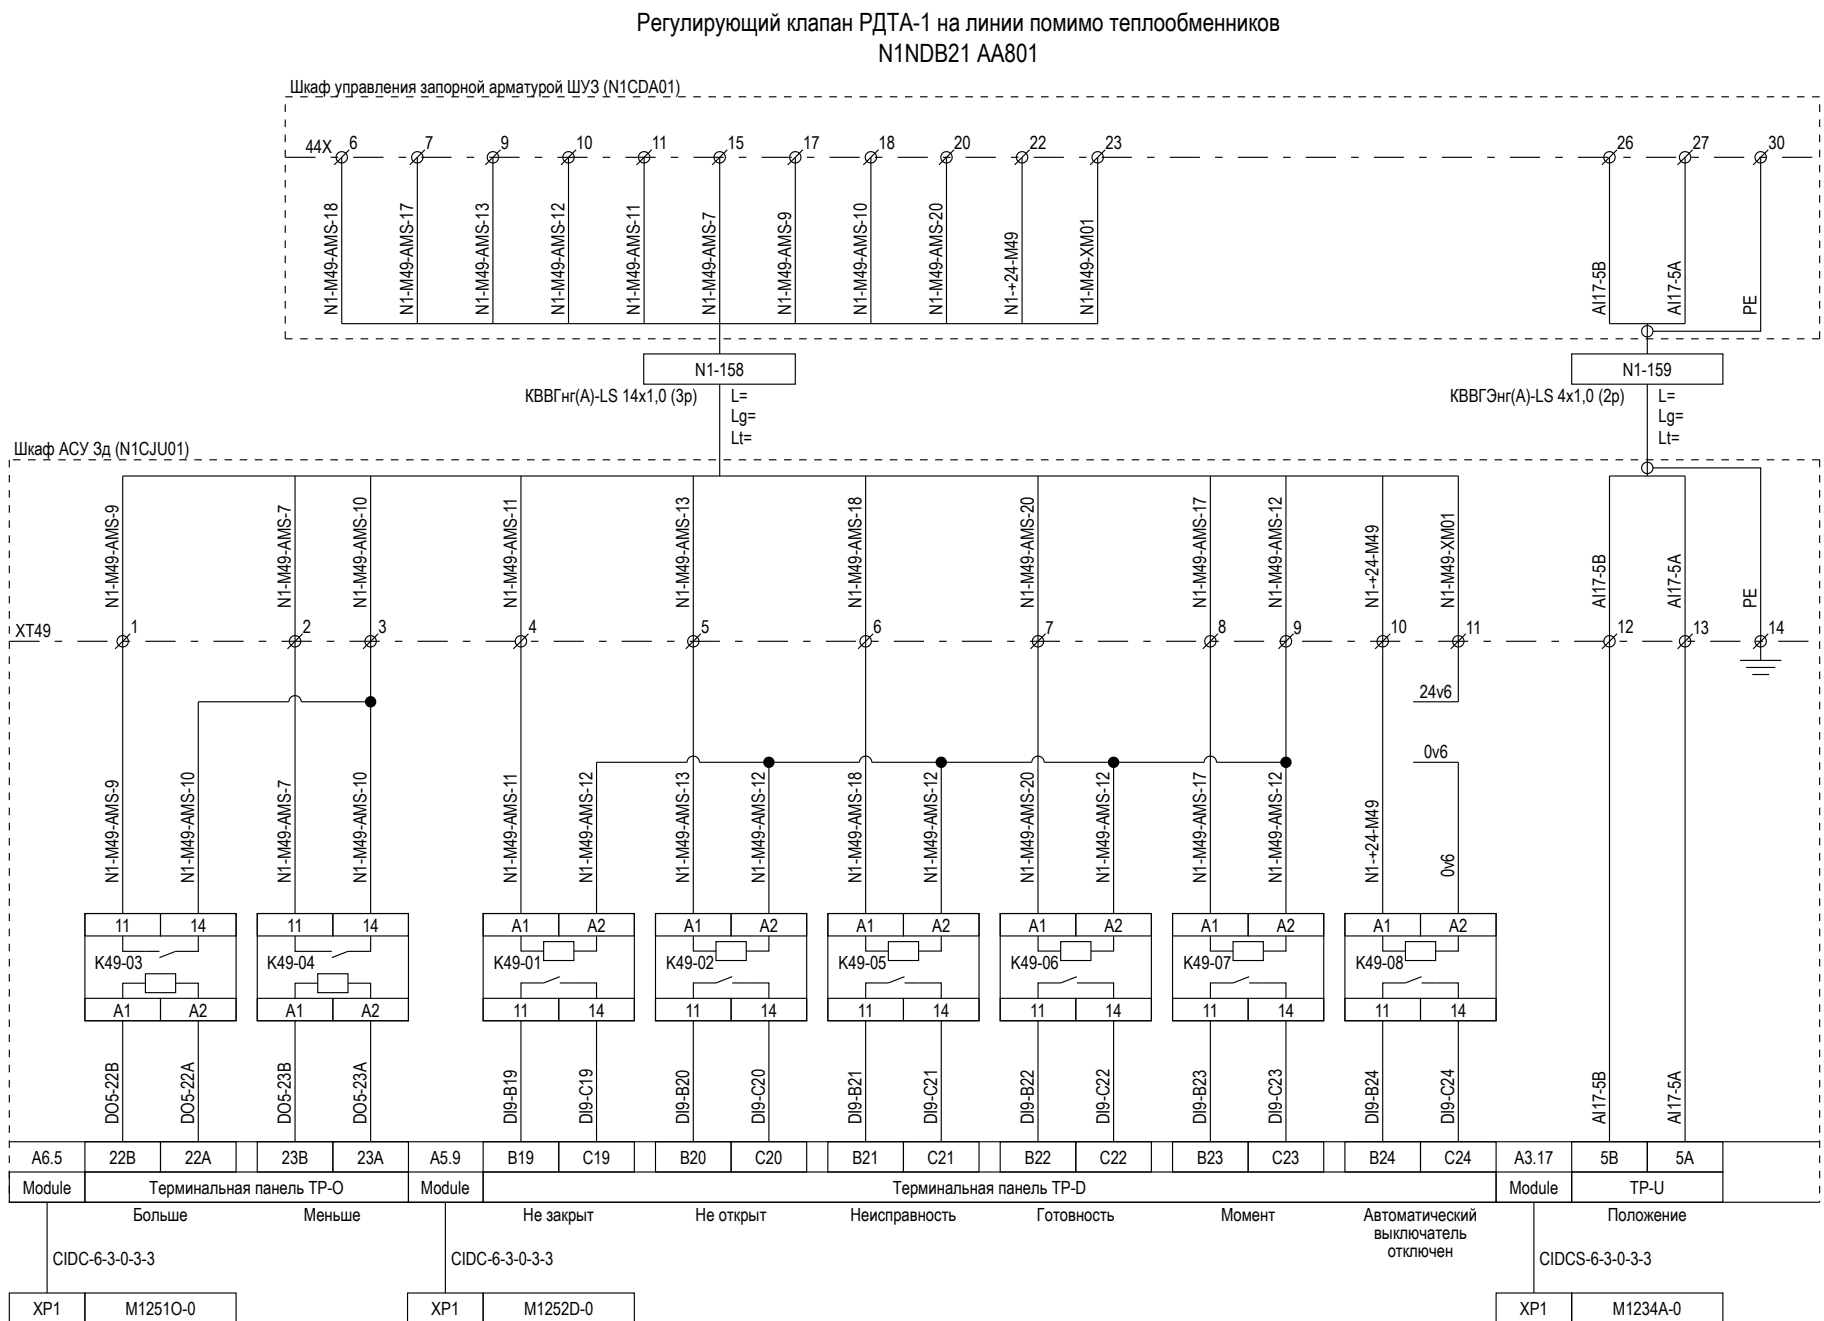 Регулирующий клапан РДТА-1 на линии помимо теплообменников
N1NDB21 AA801
Шкаф управления запорной арматурой ШУЗ (N1CDA01)
44X 6 7 9 10 11 15 17 18 20 22 23 26 27 30
N1-M49-AMS-18
N1-M49-AMS-17
N1-M49-AMS-13
N1-M49-AMS-12
N1-M49-AMS-11
N1-M49-AMS-7
N1-M49-AMS-9
N1-M49-AMS-10
N1-M49-AMS-20
N1-+24-M49
N1-M49-XM01
AI17-5B
AI17-5A
PE
N1-158
КВВГнг(А)-LS 14x1,0 (3р)
L=
Lg=
Lt=
N1-159
КВВГЭнг(А)-LS 4x1,0 (2р)
L=
Lg=
Lt=
Шкаф АСУ 3д (N1CJU01)
N1-M49-AMS-9
N1-M49-AMS-7
N1-M49-AMS-10
N1-M49-AMS-11
N1-M49-AMS-13
N1-M49-AMS-18
N1-M49-AMS-20
N1-M49-AMS-17
N1-M49-AMS-12
N1-+24-M49
N1-M49-XM01
AI17-5B
AI17-5A
PE
XT49 1 2 3 4 5 6 7 8 9 10 11 12 13 14
24v6
0v6
N1-M49-AMS-9
N1-M49-AMS-10
N1-M49-AMS-7
N1-M49-AMS-10
N1-M49-AMS-11
N1-M49-AMS-12
N1-M49-AMS-13
N1-M49-AMS-12
N1-M49-AMS-18
N1-M49-AMS-12
N1-M49-AMS-20
N1-M49-AMS-12
N1-M49-AMS-17
N1-M49-AMS-12
N1-+24-M49
0v6
11 14 11 14 A1 A2 A1 A2 A1 A2 A1 A2 A1 A2 A1 A2
K49-03 K49-04 K49-01 K49-02 K49-05 K49-06 K49-07 K49-08
A1 A2 A1 A2 11 14 11 14 11 14 11 14 11 14 11 14
DO5-22B
DO5-22A
DO5-23B
DO5-23A
DI9-B19
DI9-C19
DI9-B20
DI9-C20
DI9-B21
DI9-C21
DI9-B22
DI9-C22
DI9-B23
DI9-C23
DI9-B24
DI9-C24
AI17-5B
AI17-5A
A6.5 22B 22A 23B 23A A5.9 B19 C19 B20 C20 B21 C21 B22 C22 B23 C23 B24 C24 A3.17 5B 5A
Module Терминальная панель TP-O Module Терминальная панель TP-D Module TP-U
Больше Меньше Не закрыт Не открыт Неисправность Готовность Момент Автоматический Положение
выключатель
отключен
CIDC-6-3-0-3-3 CIDC-6-3-0-3-3 CIDCS-6-3-0-3-3
XP1 M1251O-0 XP1 M1252D-0 XP1 M1234A-0